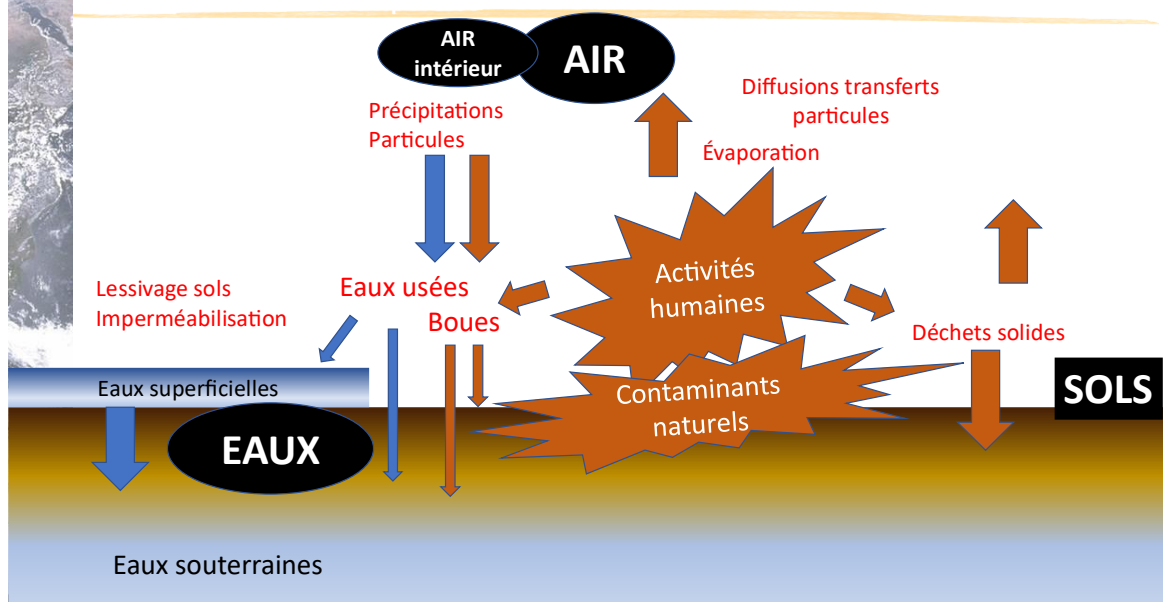 AIR
intérieur
AIR
Diffusions transferts
particules
Précipitations
Particules
Évaporation
Activités
humaines
Lessivage sols
Imperméabilisation
Eaux usées
Boues
Déchets solides
Eaux superficielles
Contaminants
naturels
SOLS
EAUX
Eaux souterraines